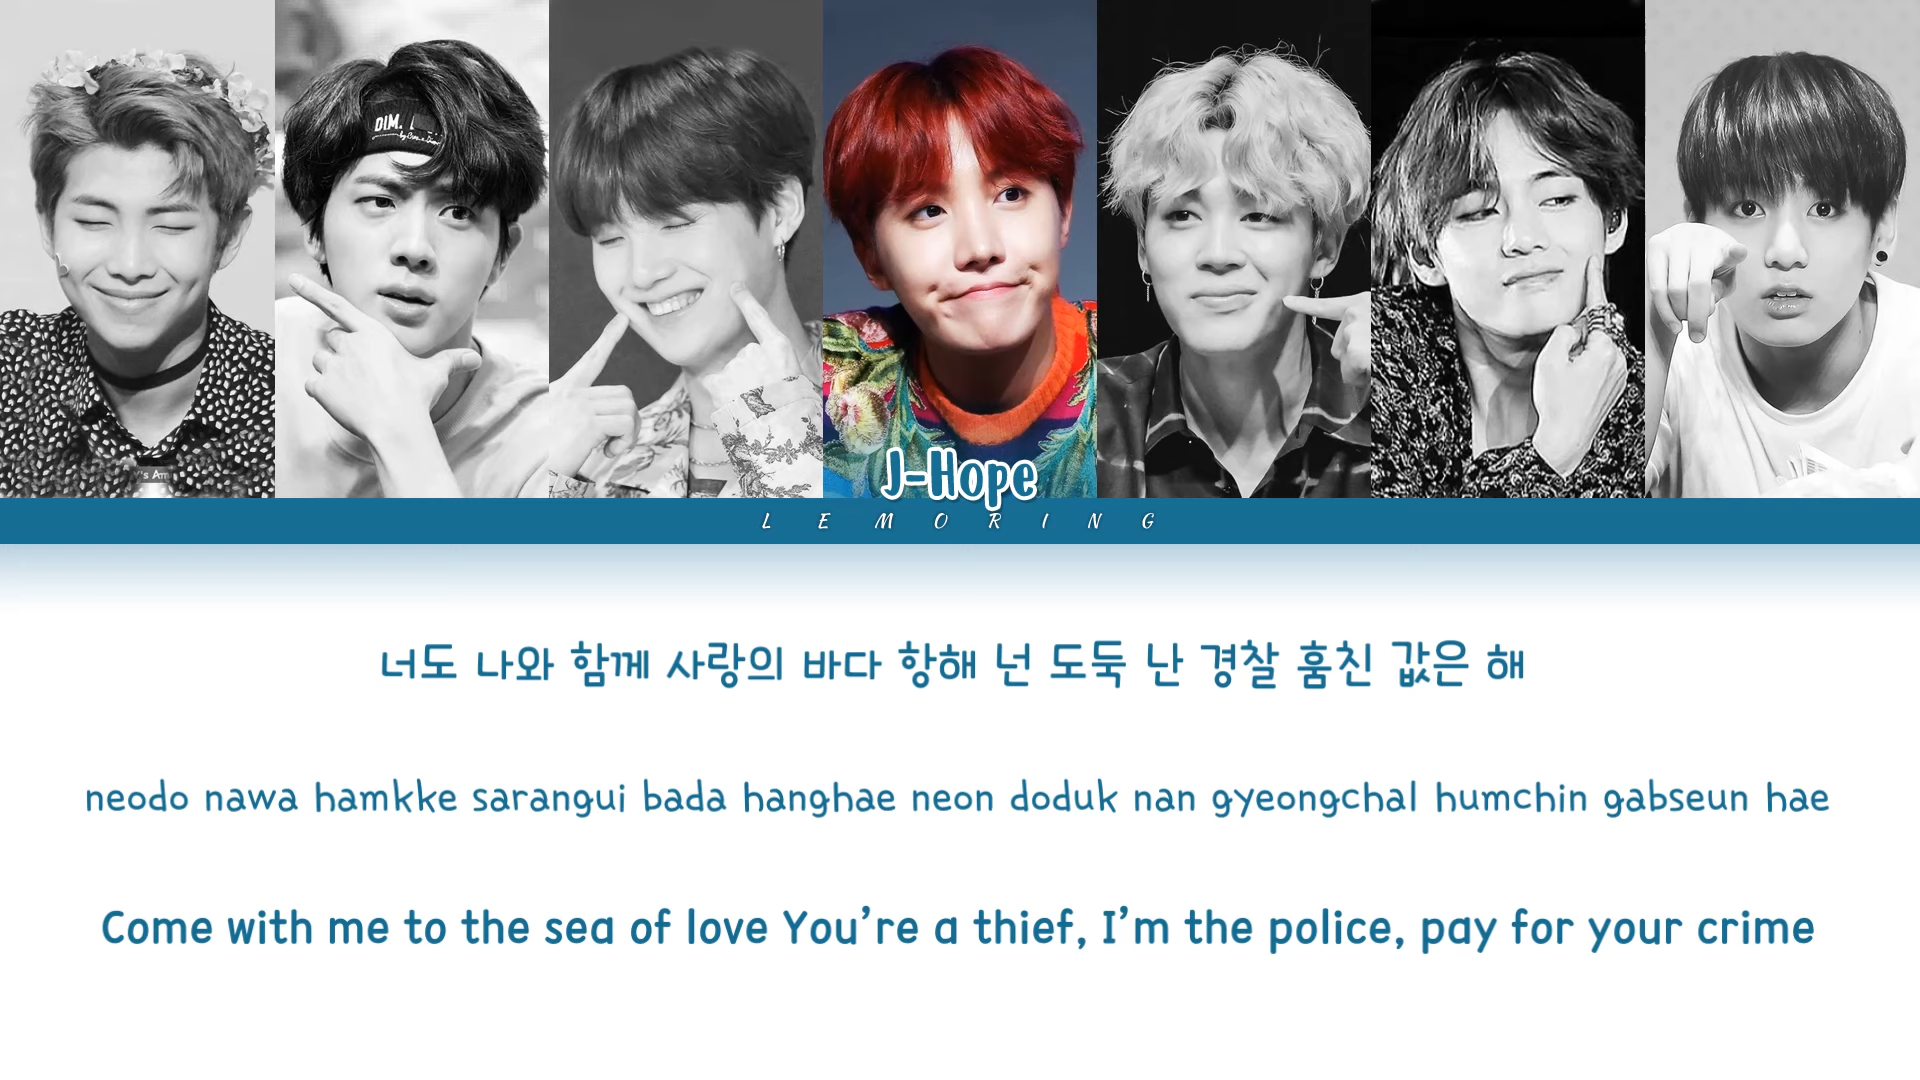 DIM.
's Am
J-Hope
LEMORING
너도 나와 함께 사랑의 바다 항해 넌 도둑 난 경찰 훔친 값은 해
neodo nawa hamkke sarangui bada hanghae neon doduk nan gyeongchal humchin gabseun hae
Come with me to the sea of love You're a thief, I'm the police, pay for your crime